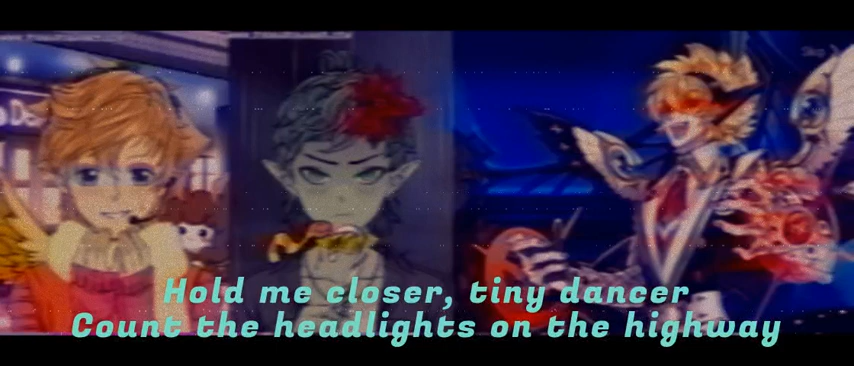 Hold me closer, tiny dancer
Count the headlights on the highway